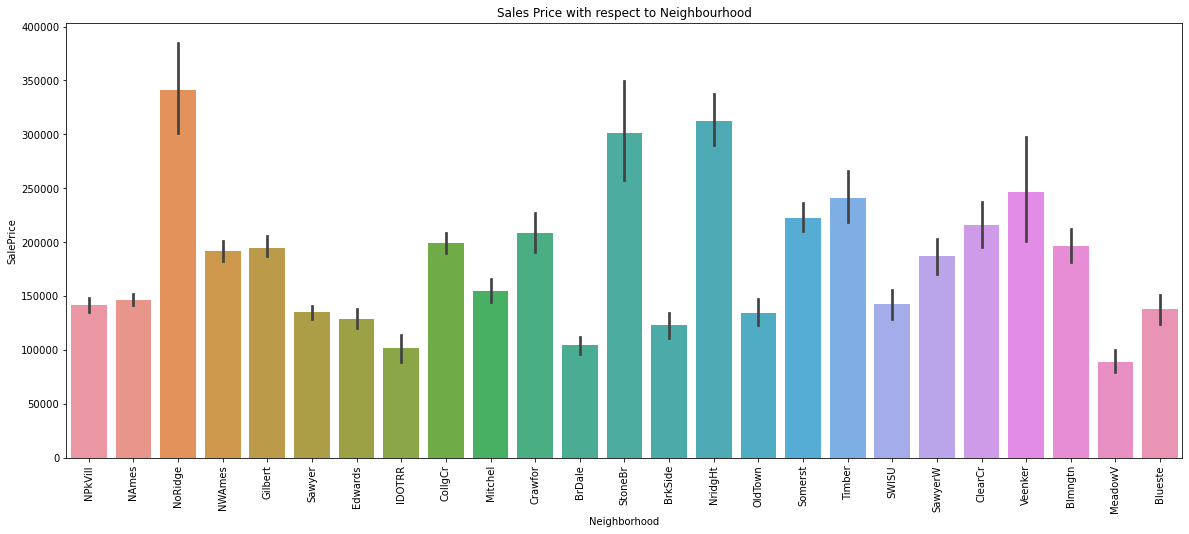 Sales Price with respect to Neighbourhood
400000
350000
300000
250000
200000
150000
100000
50000
0
SalePrice
NPkVill
NAmes
NoRidge
NWAmes
Gilbert
Sawyer
Edwards
IDOTRR
CollgCr
Mitchel
Crawfor
BrDale
StoneBr
BrkSide
NridgHt
OldTown
Somerst
Timber
SWISU
SawyerW
ClearCr
Veenker
Blmngtn
MeadowV
Blueste
Neighborhood